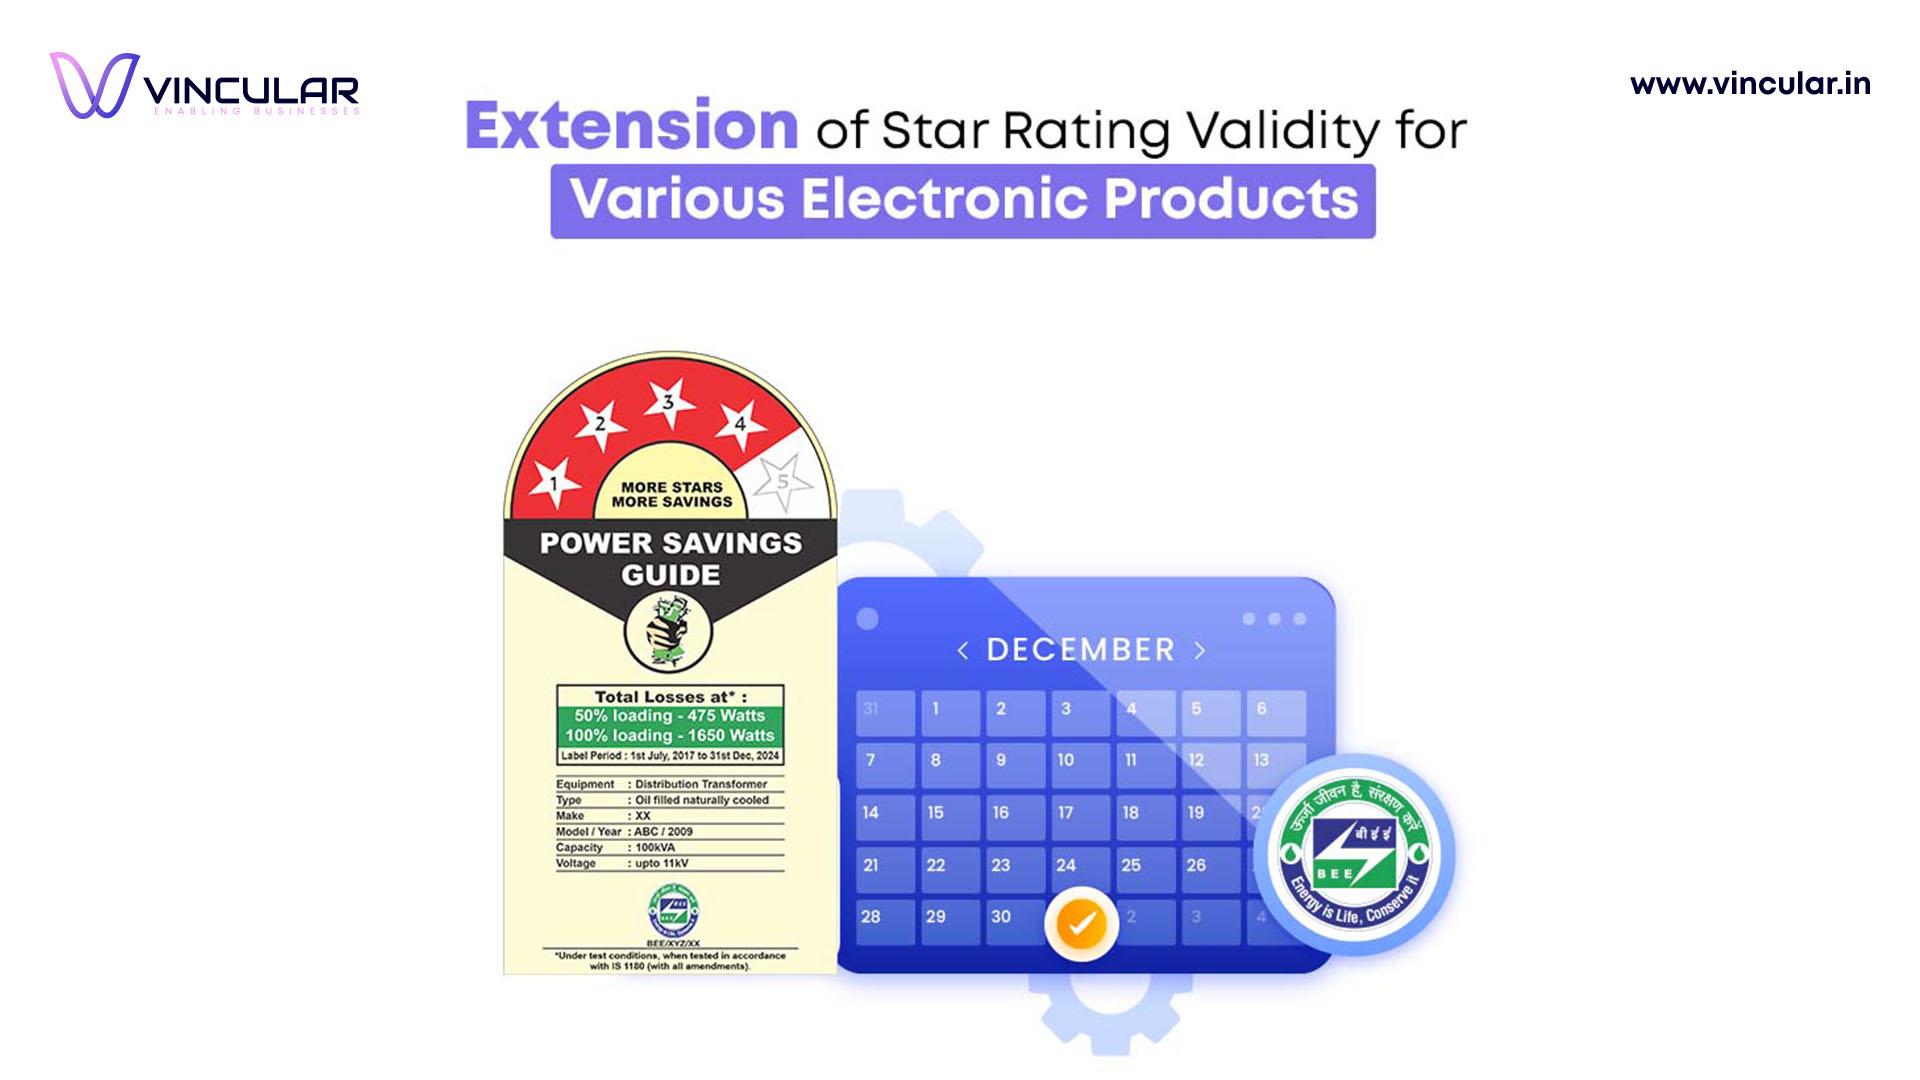 VINCULAR
ENABLING BUSINESSES
www.vincular.in
Extension of Star Rating Validity for
Various Electronic Products
1 2 3 4 5
MORE STARS
MORE SAVINGS
POWER SAVINGS
GUIDE
Total Losses at* :
50% loading - 475 Watts
100% loading - 1650 Watts
Label Period : 1st July, 2017 to 31st Dec, 2024
Equipment : Distribution Transformer
Type : Oil filled naturally cooled
Make : XX
Model / Year : ABC / 2009
Capacity : 100kVA
Voltage : upto 11kV
BEE
BEE/XYZ/XX
*Under test conditions, when tested in accordance
with IS 1180 (with all amendments).
< DECEMBER >
31 1 2 3 4 5 6
7 8 9 10 11 12 13
14 15 16 17 18 19 2
21 22 23 24 25 26
28 29 30 2 3 4
ऊर्जा जीवन है, संरक्षण करें
बी ई ई
BEE
Energy is Life, Conserve it